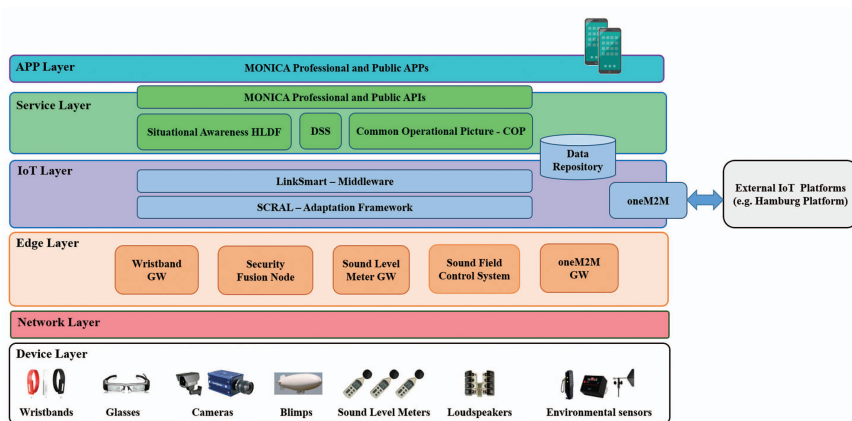 APP Layer
MONICA Professional and Public APPs
Service Layer
MONICA Professional and Public APIs
Situational Awareness HLDF
DSS
Common Operational Picture - COP
Data
Repository
IoT Layer
LinkSmart – Middleware
SCRAL – Adaptation Framework
oneM2M
External IoT Platforms
(e.g. Hamburg Platform)
Edge Layer
Wristband
GW
Security
Fusion Node
Sound Level
Meter GW
Sound Field
Control System
oneM2M
GW
Network Layer
Device Layer
Wristbands
Glasses
Cameras
Blimps
Sound Level Meters
Loudspeakers
Environmental sensors